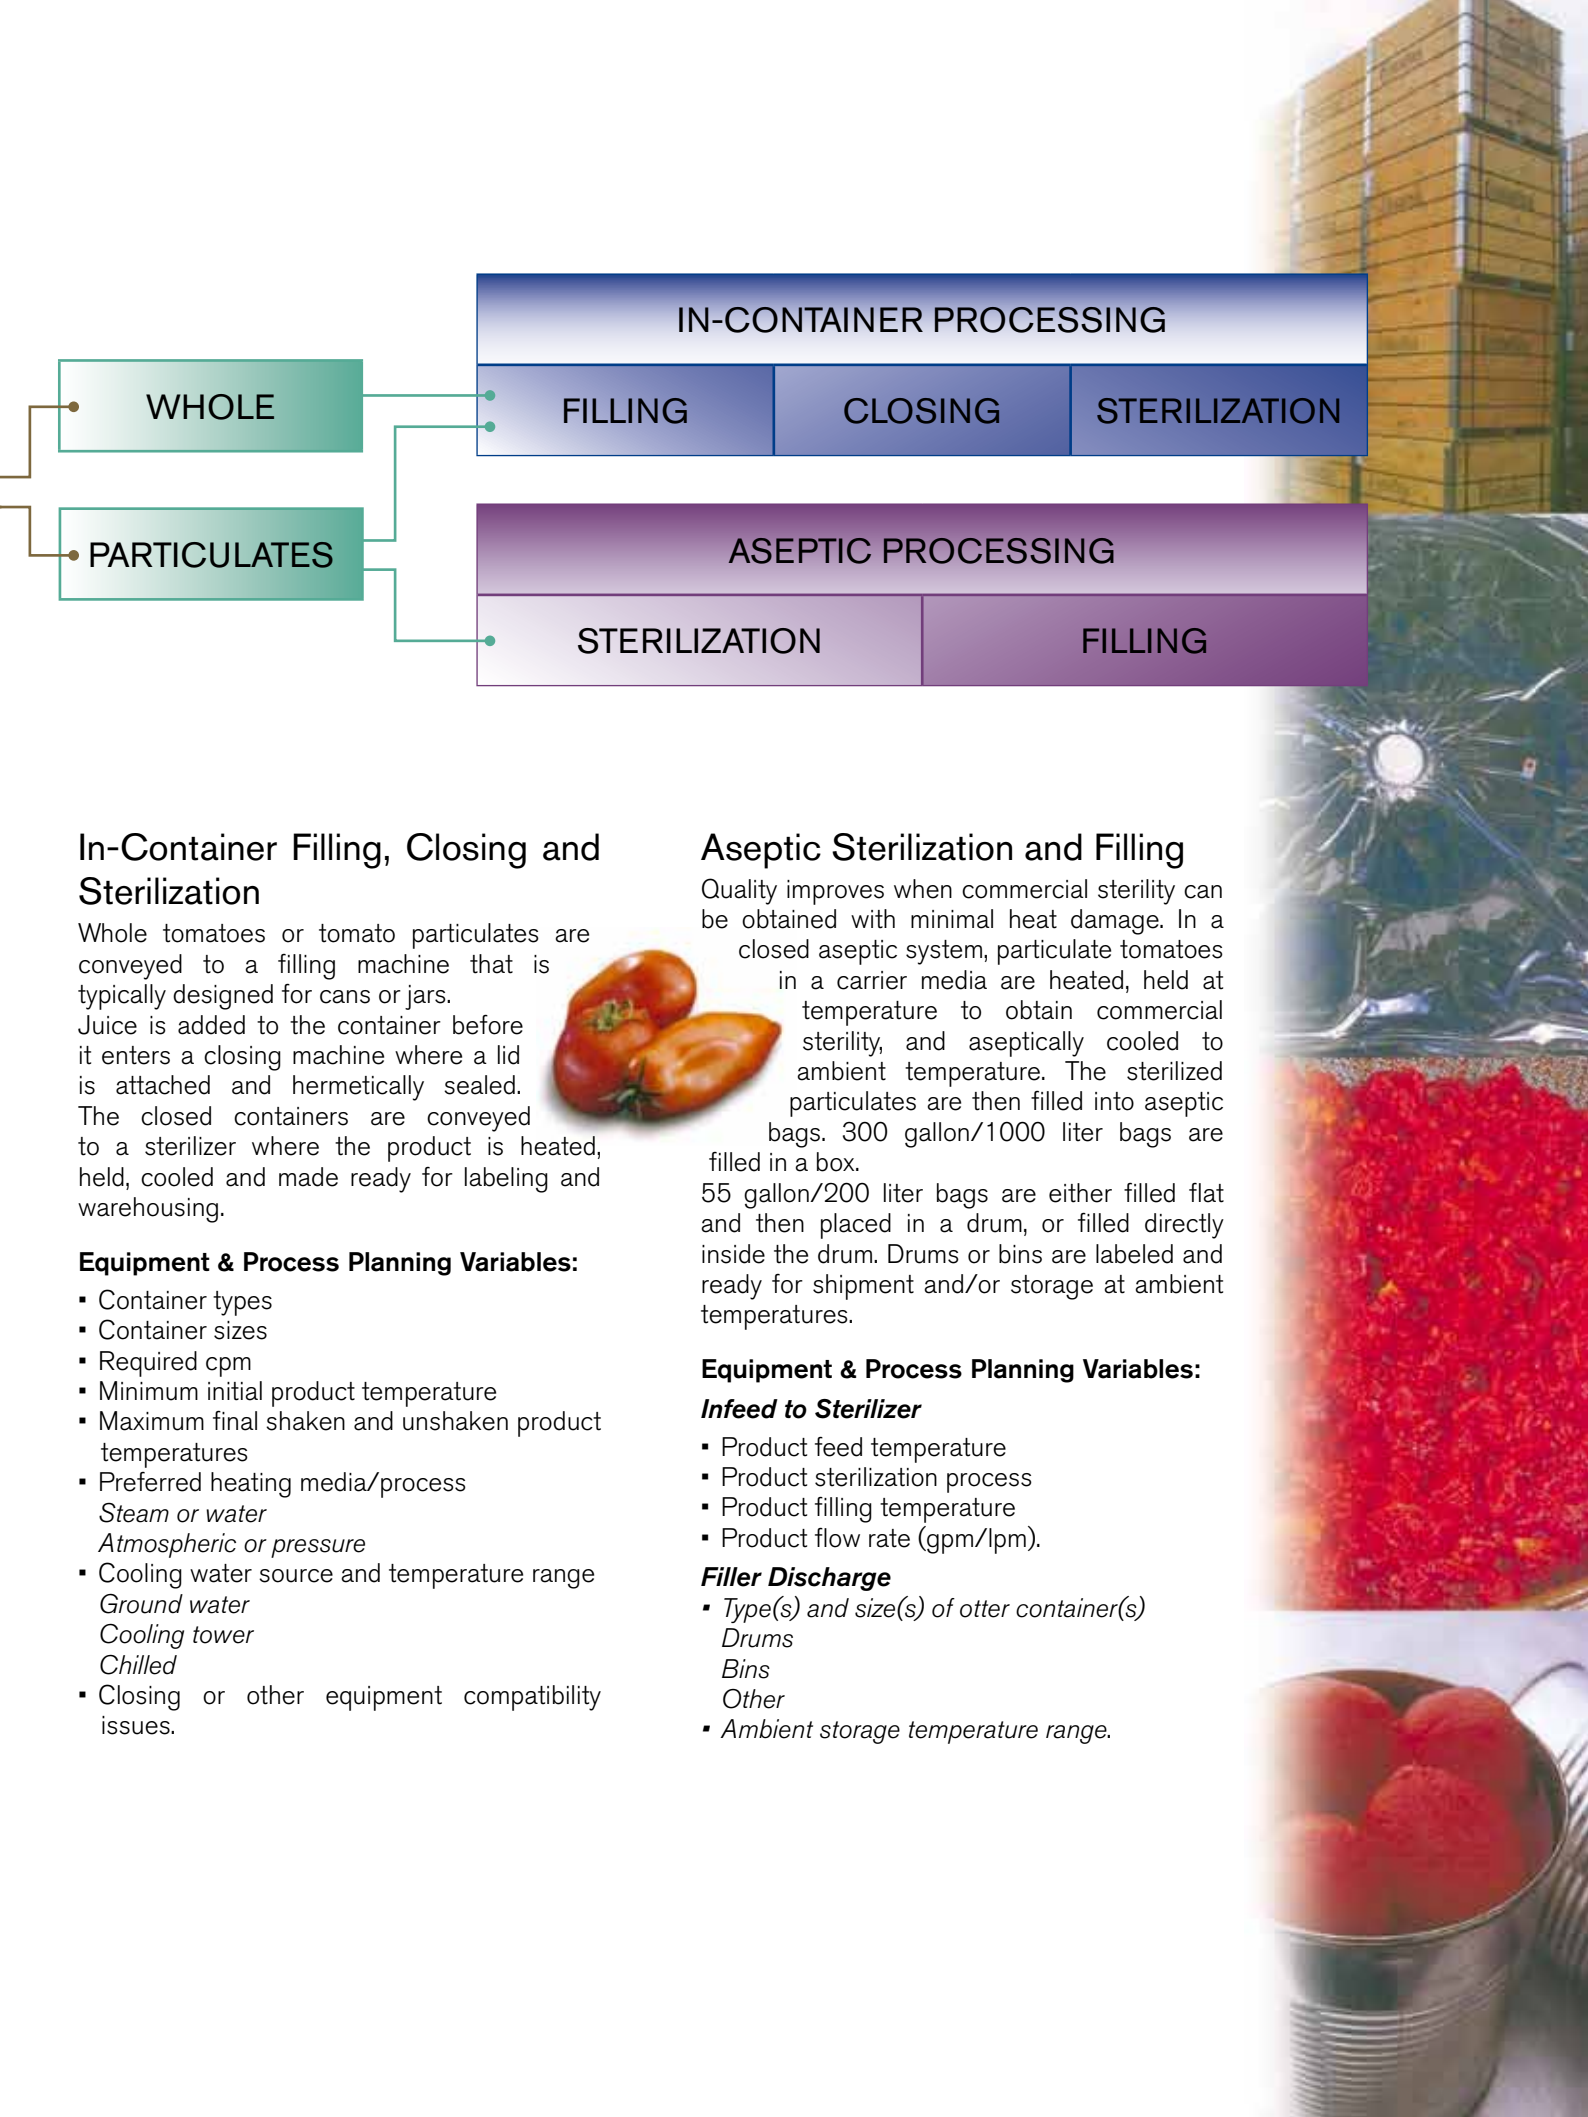 IN-CONTAINER PROCESSING
WHOLE
FILLING
CLOSING
STERILIZATION
PARTICULATES
ASEPTIC PROCESSING
STERILIZATION
FILLING
In-Container Filling, Closing and
Sterilization
Whole tomatoes or tomato particulates are
conveyed to a filling machine that is
typically designed for cans or jars.
Juice is added to the container before
it enters a closing machine where a lid
is attached and hermetically sealed.
The closed containers are conveyed
to a sterilizer where the product is heated,
held, cooled and made ready for labeling and
warehousing.
Equipment & Process Planning Variables:
▪ Container types
▪ Container sizes
▪ Required cpm
▪ Minimum initial product temperature
▪ Maximum final shaken and unshaken product
temperatures
▪ Preferred heating media/process
Steam or water
Atmospheric or pressure
▪ Cooling water source and temperature range
Ground water
Cooling tower
Chilled
▪ Closing or other equipment compatibility
issues.
Aseptic Sterilization and Filling
Quality improves when commercial sterility can
be obtained with minimal heat damage. In a
closed aseptic system, particulate tomatoes
in a carrier media are heated, held at
temperature to obtain commercial
sterility, and aseptically cooled to
ambient temperature. The sterilized
particulates are then filled into aseptic
bags. 300 gallon/1000 liter bags are
filled in a box.
55 gallon/200 liter bags are either filled flat
and then placed in a drum, or filled directly
inside the drum. Drums or bins are labeled and
ready for shipment and/or storage at ambient
temperatures.
Equipment & Process Planning Variables:
Infeed to Sterilizer
▪ Product feed temperature
▪ Product sterilization process
▪ Product filling temperature
▪ Product flow rate (gpm/lpm).
Filler Discharge
▪ Type(s) and size(s) of otter container(s)
Drums
Bins
Other
▪ Ambient storage temperature range.